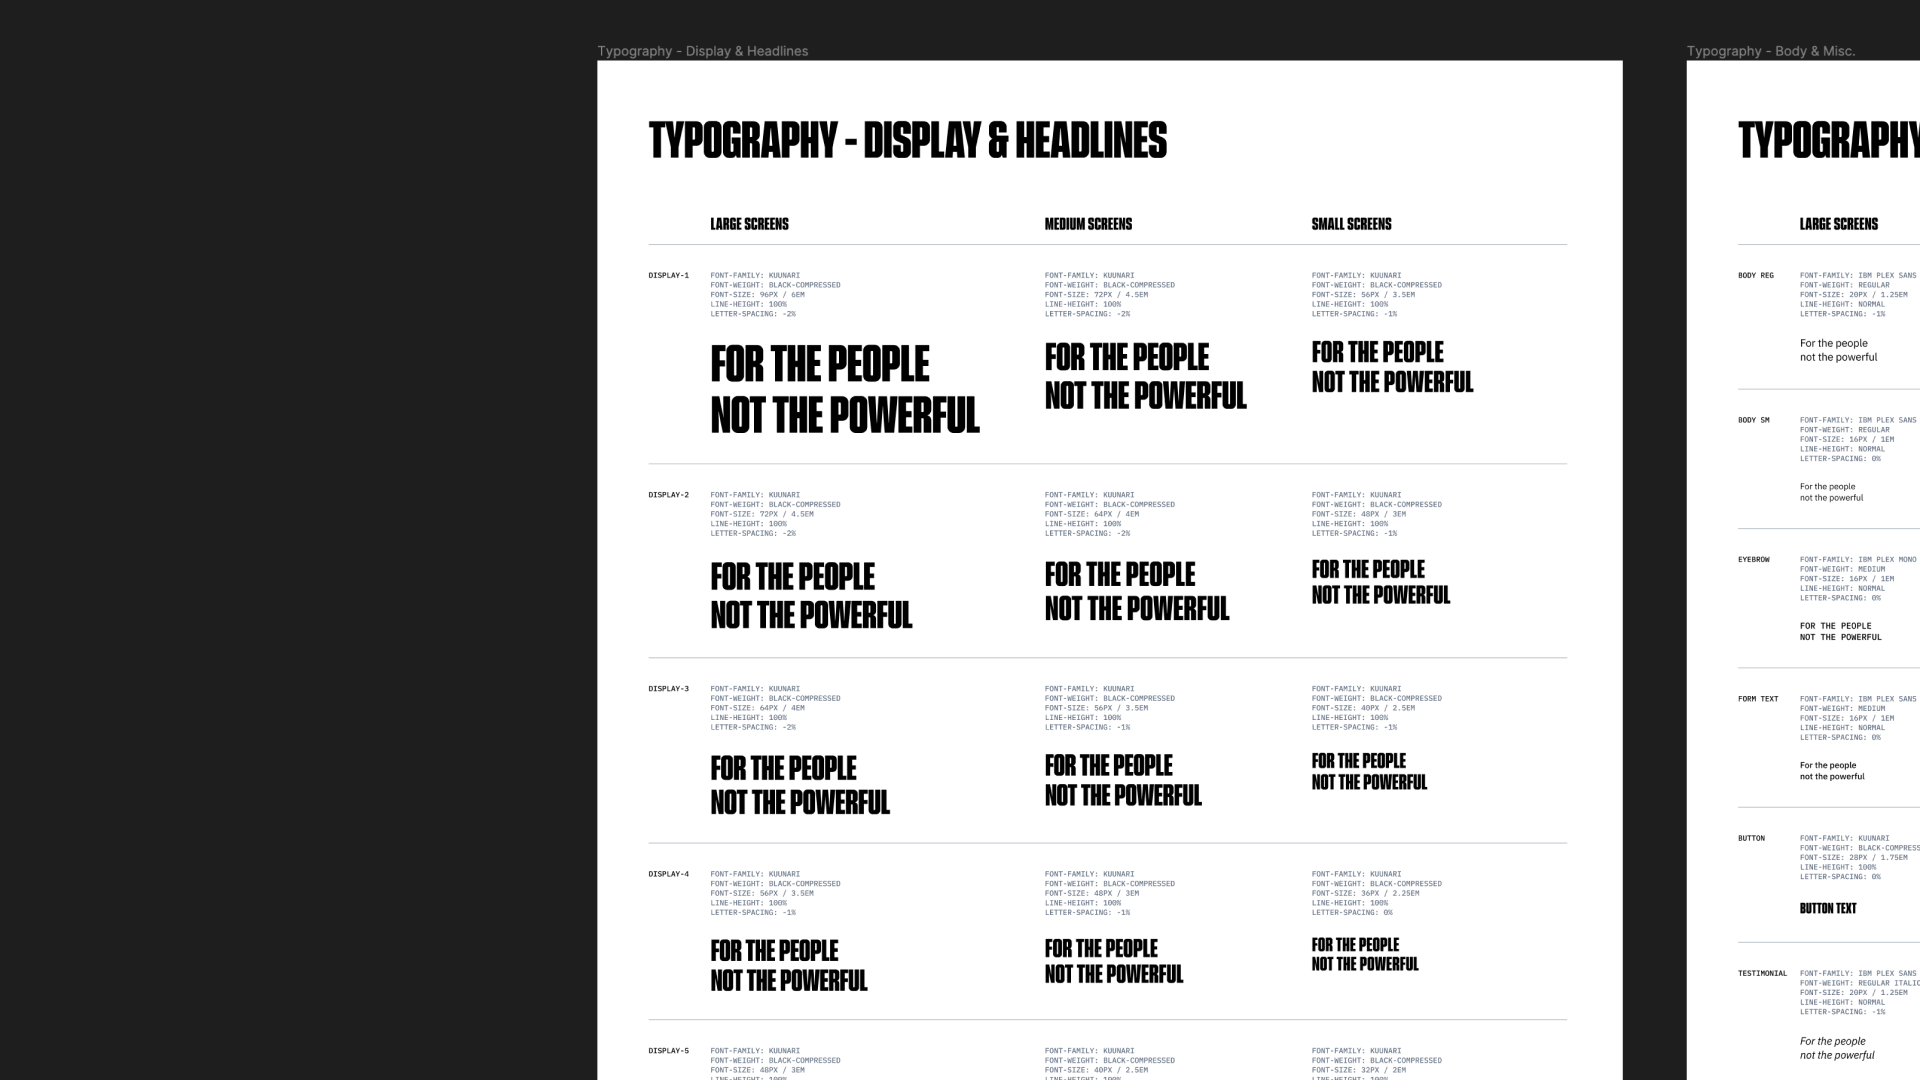 Typography - Display & Headlines
TYPOGRAPHY - DISPLAY & HEADLINES
LARGE SCREENS
MEDIUM SCREENS
SMALL SCREENS
DISPLAY-1
FONT-FAMILY: KUUNARI
FONT-WEIGHT: BLACK-COMPRESSED
FONT-SIZE: 96PX / 6EM
LINE-HEIGHT: 100%
LETTER-SPACING: -2%
FOR THE PEOPLE
NOT THE POWERFUL
FONT-FAMILY: KUUNARI
FONT-WEIGHT: BLACK-COMPRESSED
FONT-SIZE: 72PX / 4.5EM
LINE-HEIGHT: 100%
LETTER-SPACING: -2%
FOR THE PEOPLE
NOT THE POWERFUL
FONT-FAMILY: KUUNARI
FONT-WEIGHT: BLACK-COMPRESSED
FONT-SIZE: 56PX / 3.5EM
LINE-HEIGHT: 100%
LETTER-SPACING: -1%
FOR THE PEOPLE
NOT THE POWERFUL
DISPLAY-2
FONT-FAMILY: KUUNARI
FONT-WEIGHT: BLACK-COMPRESSED
FONT-SIZE: 72PX / 4.5EM
LINE-HEIGHT: 100%
LETTER-SPACING: -2%
FOR THE PEOPLE
NOT THE POWERFUL
FONT-FAMILY: KUUNARI
FONT-WEIGHT: BLACK-COMPRESSED
FONT-SIZE: 64PX / 4EM
LINE-HEIGHT: 100%
LETTER-SPACING: -2%
FOR THE PEOPLE
NOT THE POWERFUL
FONT-FAMILY: KUUNARI
FONT-WEIGHT: BLACK-COMPRESSED
FONT-SIZE: 48PX / 3EM
LINE-HEIGHT: 100%
LETTER-SPACING: -1%
FOR THE PEOPLE
NOT THE POWERFUL
DISPLAY-3
FONT-FAMILY: KUUNARI
FONT-WEIGHT: BLACK-COMPRESSED
FONT-SIZE: 64PX / 4EM
LINE-HEIGHT: 100%
LETTER-SPACING: -2%
FOR THE PEOPLE
NOT THE POWERFUL
FONT-FAMILY: KUUNARI
FONT-WEIGHT: BLACK-COMPRESSED
FONT-SIZE: 56PX / 3.5EM
LINE-HEIGHT: 100%
LETTER-SPACING: -1%
FOR THE PEOPLE
NOT THE POWERFUL
FONT-FAMILY: KUUNARI
FONT-WEIGHT: BLACK-COMPRESSED
FONT-SIZE: 40PX / 2.5EM
LINE-HEIGHT: 100%
LETTER-SPACING: -1%
FOR THE PEOPLE
NOT THE POWERFUL
DISPLAY-4
FONT-FAMILY: KUUNARI
FONT-WEIGHT: BLACK-COMPRESSED
FONT-SIZE: 56PX / 3.5EM
LINE-HEIGHT: 100%
LETTER-SPACING: -1%
FOR THE PEOPLE
NOT THE POWERFUL
FONT-FAMILY: KUUNARI
FONT-WEIGHT: BLACK-COMPRESSED
FONT-SIZE: 48PX / 3EM
LINE-HEIGHT: 100%
LETTER-SPACING: -1%
FOR THE PEOPLE
NOT THE POWERFUL
FONT-FAMILY: KUUNARI
FONT-WEIGHT: BLACK-COMPRESSED
FONT-SIZE: 36PX / 2.25EM
LINE-HEIGHT: 100%
LETTER-SPACING: 0%
FOR THE PEOPLE
NOT THE POWERFUL
DISPLAY-5
FONT-FAMILY: KUUNARI
FONT-WEIGHT: BLACK-COMPRESSED
FONT-SIZE: 48PX / 3EM
LINE-HEIGHT: 100%
FONT-FAMILY: KUUNARI
FONT-WEIGHT: BLACK-COMPRESSED
FONT-SIZE: 40PX / 2.5EM
LINE-HEIGHT: 100%
FONT-FAMILY: KUUNARI
FONT-WEIGHT: BLACK-COMPRESSED
FONT-SIZE: 32PX / 2EM
LINE-HEIGHT: 100%
Typography - Body & Misc.
TYPOGRAPHY
LARGE SCREENS
BODY REG
FONT-FAMILY: IBM PLEX SANS
FONT-WEIGHT: REGULAR
FONT-SIZE: 20PX / 1.25EM
LINE-HEIGHT: NORMAL
LETTER-SPACING: -1%
For the people
not the powerful
BODY SM
FONT-FAMILY: IBM PLEX SANS
FONT-WEIGHT: REGULAR
FONT-SIZE: 16PX / 1EM
LINE-HEIGHT: NORMAL
LETTER-SPACING: 0%
For the people
not the powerful
EYEBROW
FONT-FAMILY: IBM PLEX MONO
FONT-WEIGHT: MEDIUM
FONT-SIZE: 16PX / 1EM
LINE-HEIGHT: NORMAL
LETTER-SPACING: 0%
FOR THE PEOPLE
NOT THE POWERFUL
FORM TEXT
FONT-FAMILY: IBM PLEX SANS
FONT-WEIGHT: MEDIUM
FONT-SIZE: 16PX / 1EM
LINE-HEIGHT: NORMAL
LETTER-SPACING: 0%
For the people
not the powerful
BUTTON
FONT-FAMILY: KUUNARI
FONT-WEIGHT: BLACK-COMPRESS
FONT-SIZE: 28PX / 1.75EM
LINE-HEIGHT: 100%
LETTER-SPACING: 0%
BUTTON TEXT
TESTIMONIAL
FONT-FAMILY: IBM PLEX SANS
FONT-WEIGHT: REGULAR ITALIC
FONT-SIZE: 20PX / 1.25EM
LINE-HEIGHT: NORMAL
LETTER-SPACING: -1%
For the people
not the powerful